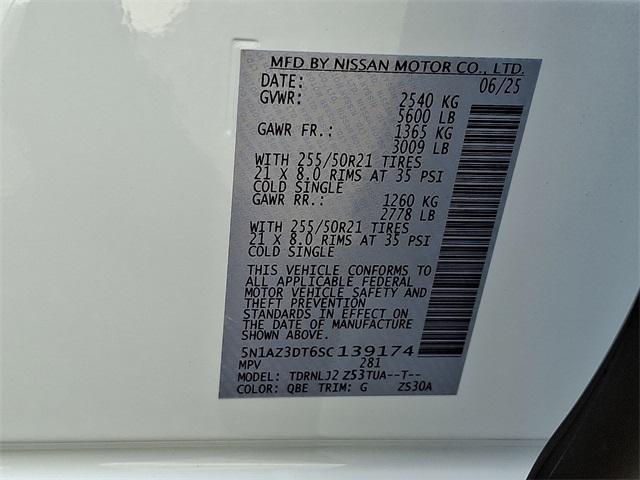 MFD BY NISSAN MOTOR CO., LTD.
DATE: 06/25
GVWR: 2540 KG
5600 LB
GAWR FR.: 1365 KG
3009 LB
WITH 255/50R21 TIRES
21 X 8.0 RIMS AT 35 PSI
COLD SINGLE
GAWR RR.: 1260 KG
2778 LB
WITH 255/50R21 TIRES
21 X 8.0 RIMS AT 35 PSI
COLD SINGLE
THIS VEHICLE CONFORMS TO
ALL APPLICABLE FEDERAL
MOTOR VEHICLE SAFETY AND
THEFT PREVENTION
STANDARDS IN EFFECT ON
THE DATE OF MANUFACTURE
SHOWN ABOVE.
5N1AZ3DT6SC139174
MPV 281
MODEL: TDRNLJ2 Z53TUA--T--
COLOR: QBE TRIM: G ZS30A